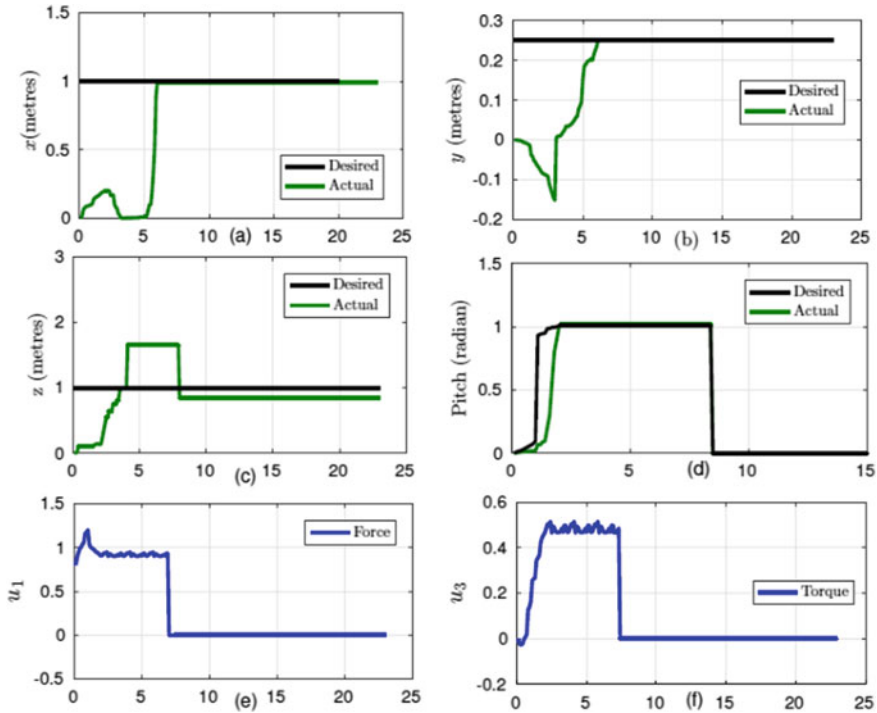 1.5
1
0.5
0
x(metres)
Desired
Actual
0 5 10 15 20 25
(a)
0.3
0.2
0.1
0
-0.1
-0.2
y (metres)
Desired
Actual
0 5 10 15 20 25
(b)
3
2
1
0
z (metres)
Desired
Actual
0 5 10 15 20 25
(c)
1.5
1
0.5
0
Pitch (radian)
Desired
Actual
5 10 15
(d)
1.5
1
0.5
0
-0.5
u1
Force
0 5 10 15 20 25
(e)
0.6
0.4
0.2
0
-0.2
u3
Torque
0 5 10 15 20 25
(f)